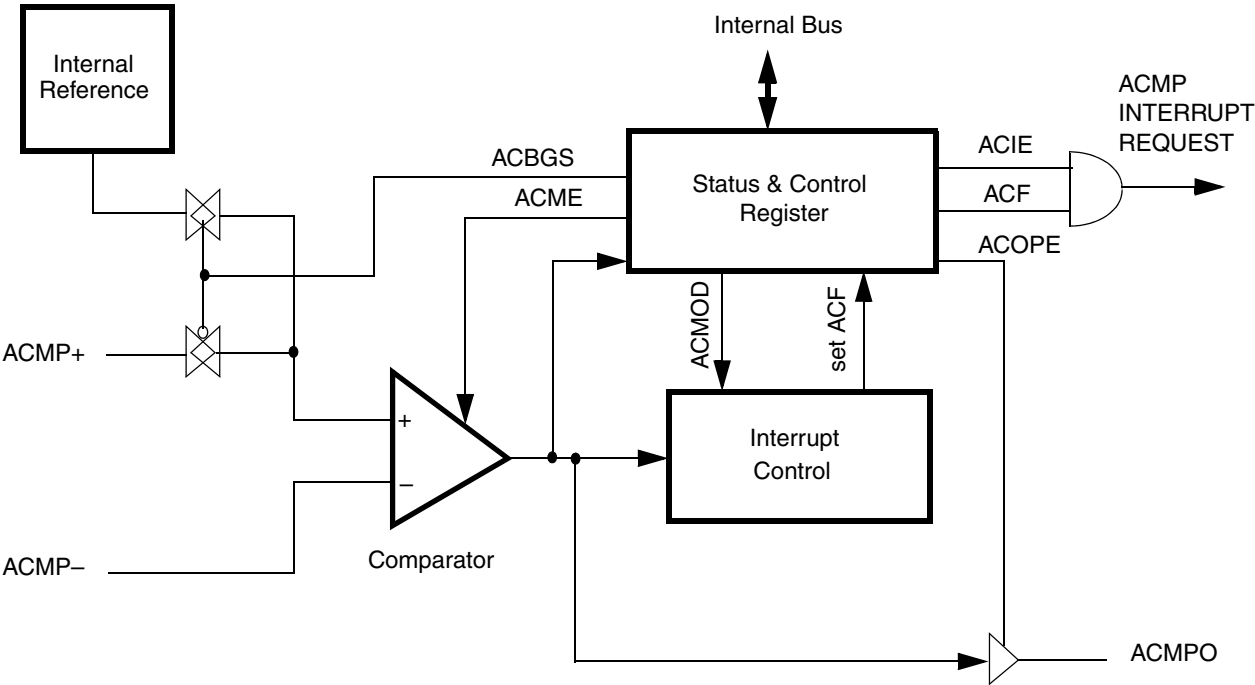 Internal Bus
Internal
Reference
ACMP
INTERRUPT
REQUEST
ACBGS
ACME
Status & Control
Register
ACIE
ACF
ACOPE
ACMOD
set ACF
ACMP+
+
–
Interrupt
Control
Comparator
ACMP–
ACMPO